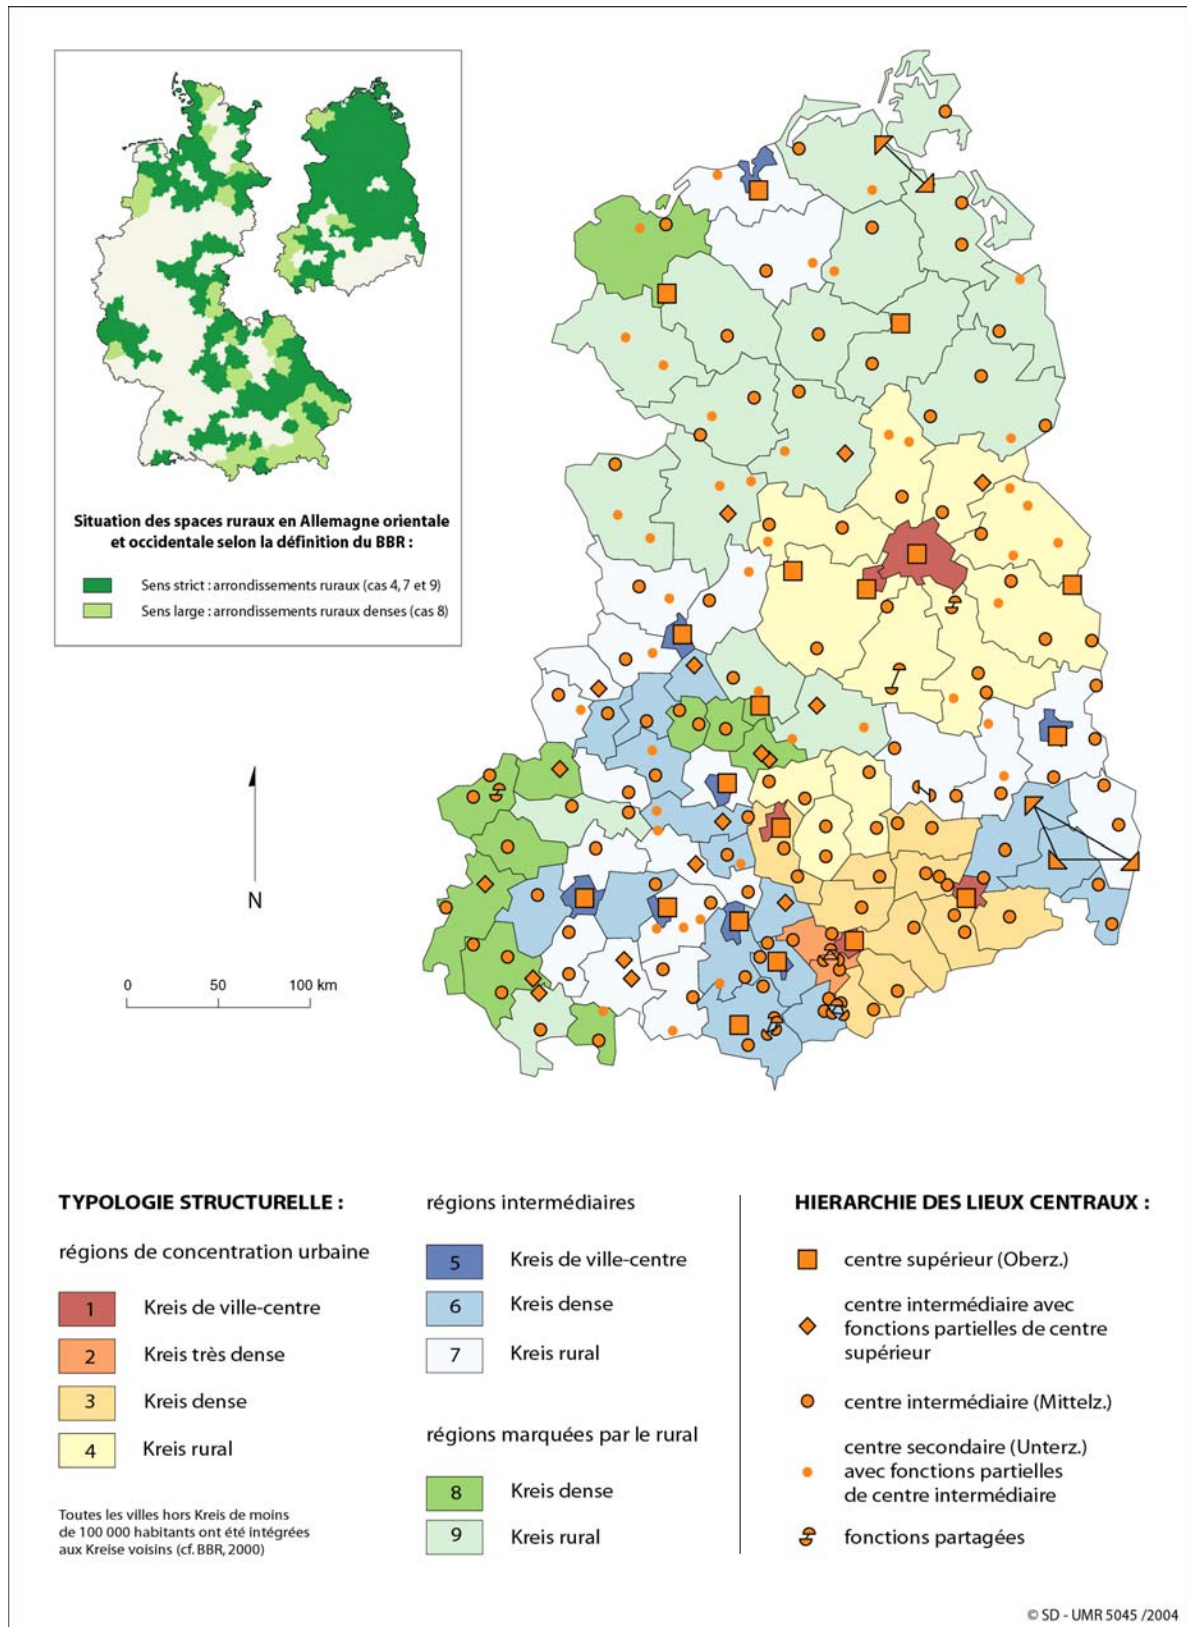 Situation des spaces ruraux en Allemagne orientale
et occidentale selon la définition du BBR :
Sens strict : arrondissements ruraux (cas 4, 7 et 9)
Sens large : arrondissements ruraux denses (cas 8)
N
0 50 100 km
TYPOLOGIE STRUCTURELLE :
régions de concentration urbaine
1 Kreis de ville-centre
2 Kreis très dense
3 Kreis dense
4 Kreis rural
Toutes les villes hors Kreis de moins
de 100 000 habitants ont été intégrées
aux Kreise voisins (cf. BBR, 2000)
régions intermédiaires
5 Kreis de ville-centre
6 Kreis dense
7 Kreis rural
régions marquées par le rural
8 Kreis dense
9 Kreis rural
HIERARCHIE DES LIEUX CENTRAUX :
centre supérieur (Oberz.)
centre intermédiaire avec
fonctions partielles de centre
supérieur
centre intermédiaire (Mittelz.)
centre secondaire (Unterz.)
avec fonctions partielles
de centre intermédiaire
fonctions partagées
© SD - UMR 5045 /2004